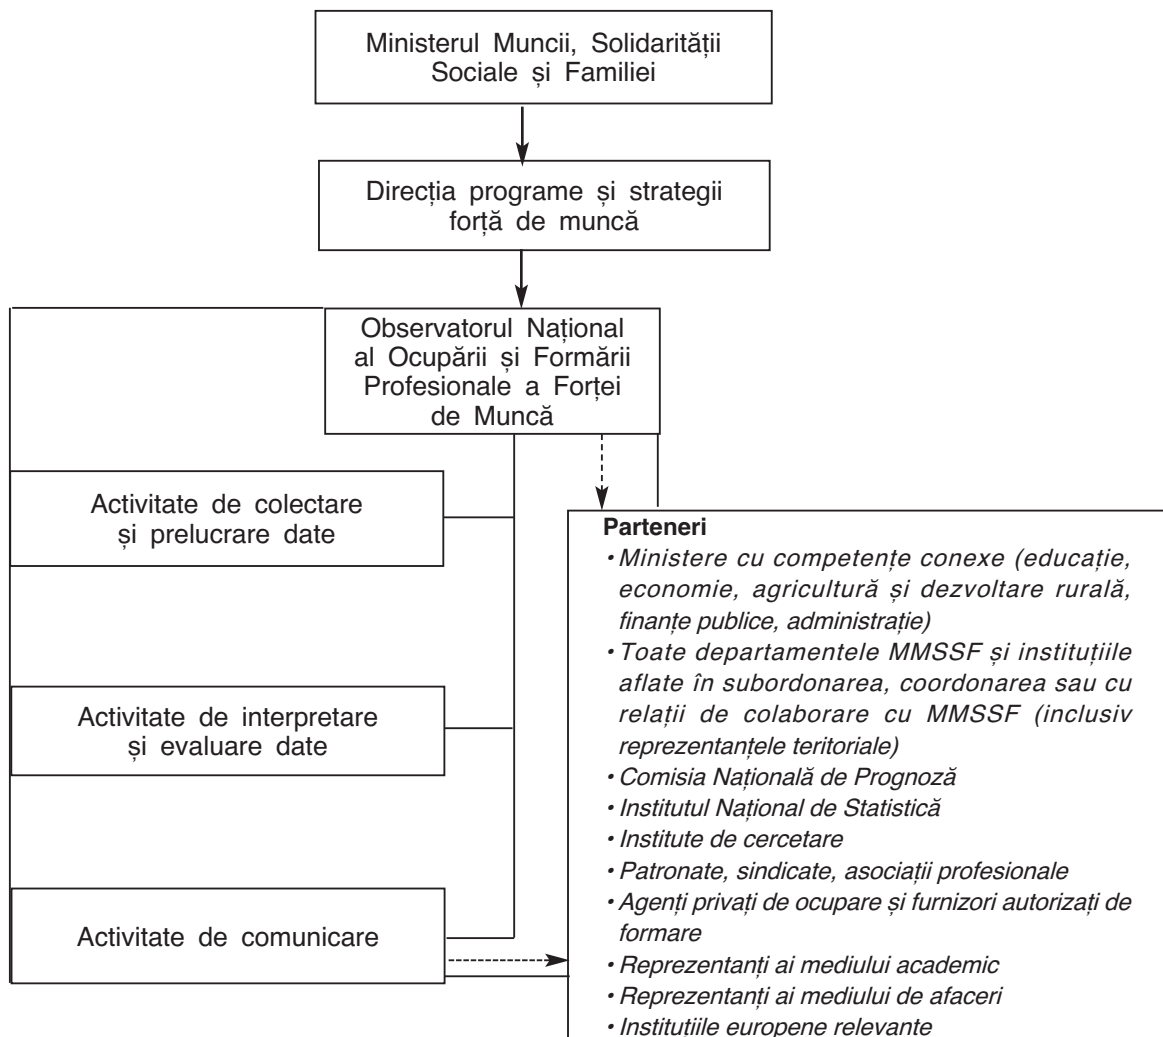 Ministerul Muncii, Solidarității
Sociale și Familiei
Direcția programe și strategii
forță de muncă
Observatorul Național
al Ocupării și Formării
Profesionale a Forței
de Muncă
Activitate de colectare
și prelucrare date
Activitate de interpretare
și evaluare date
Activitate de comunicare
Parteneri
• Ministere cu competențe conexe (educație,
economie, agricultură și dezvoltare rurală,
finanțe publice, administrație)
• Toate departamentele MMSSF și instituțiile
aflate în subordonarea, coordonarea sau cu
relații de colaborare cu MMSSF (inclusiv
reprezentanțele teritoriale)
• Comisia Națională de Prognoză
• Institutul Național de Statistică
• Institute de cercetare
• Patronate, sindicate, asociații profesionale
• Agenți privați de ocupare și furnizori autorizați de
formare
• Reprezentanți ai mediului academic
• Reprezentanți ai mediului de afaceri
• Instituțiile europene relevante